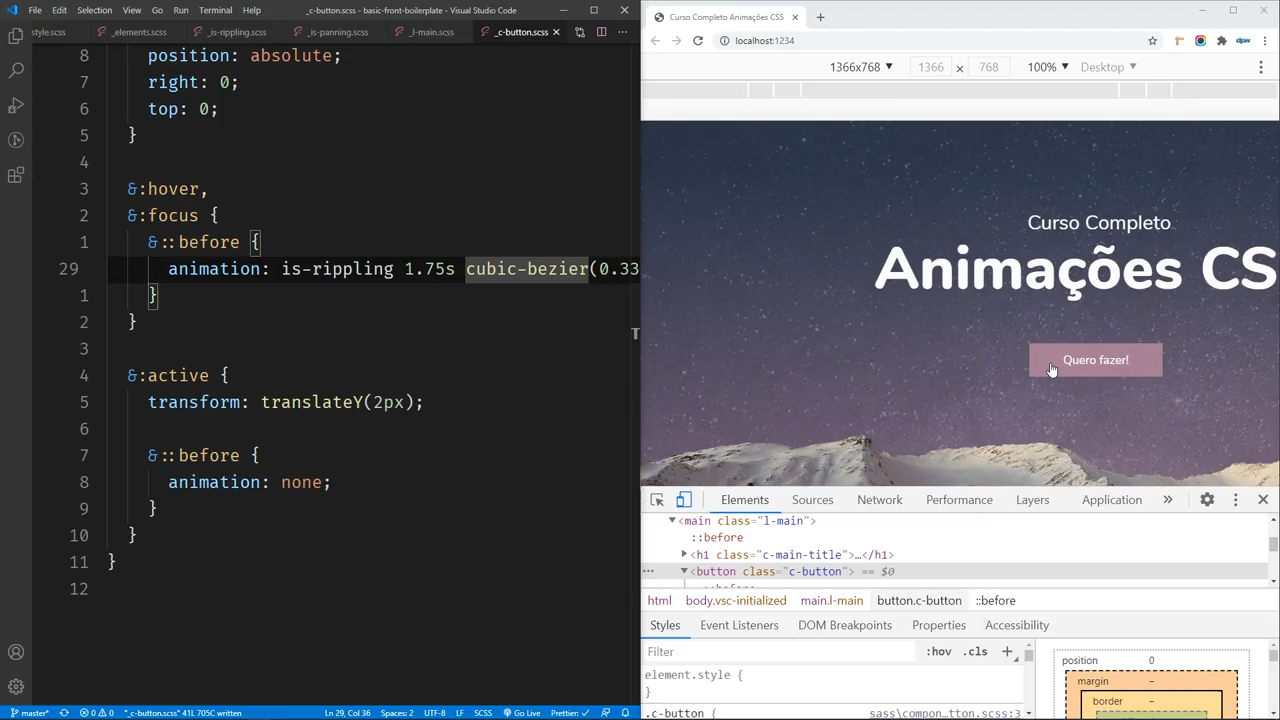 File Edit Selection View Go Run Terminal Help _c-button.scss - basic-front-boilerplate - Visual Studio Code
style.scss _elements.scss _is-rippling.scss _is-panning.scss _l-main.scss _c-button.scss
8 position: absolute;
7 right: 0;
6 top: 0;
5 }
4
3 &:hover,
2 &:focus {
1 &::before {
29 animation: is-rippling 1.75s cubic-bezier(0.33
1 }
2 }
3
4 &:active {
5 transform: translateY(2px);
6
7 &::before {
8 animation: none;
9 }
10 }
11 }
12
master* 0 0 "_c-button.scss" 41L 705C written Ln 29, Col 36 Spaces: 2 UTF-8 LF SCSS Go Live Prettier: ✓
Curso Completo Animações CSS
localhost:1234
1366x768 ▼ 1366 × 768 100% ▼ Desktop ▼
Curso Completo
Animações CS
Quero fazer!
Elements Sources Network Performance Layers Application »
▼<main class="l-main">
::before
▶<h1 class="c-main-title">…</h1>
▼<button class="c-button"> == $0
::before
html body.vsc-initialized main.l-main button.c-button ::before
Styles Event Listeners DOM Breakpoints Properties Accessibility
Filter :hov .cls +
element.style {
}
.c-button { sass\compon…tton.scss:3
position 0
margin –
border –